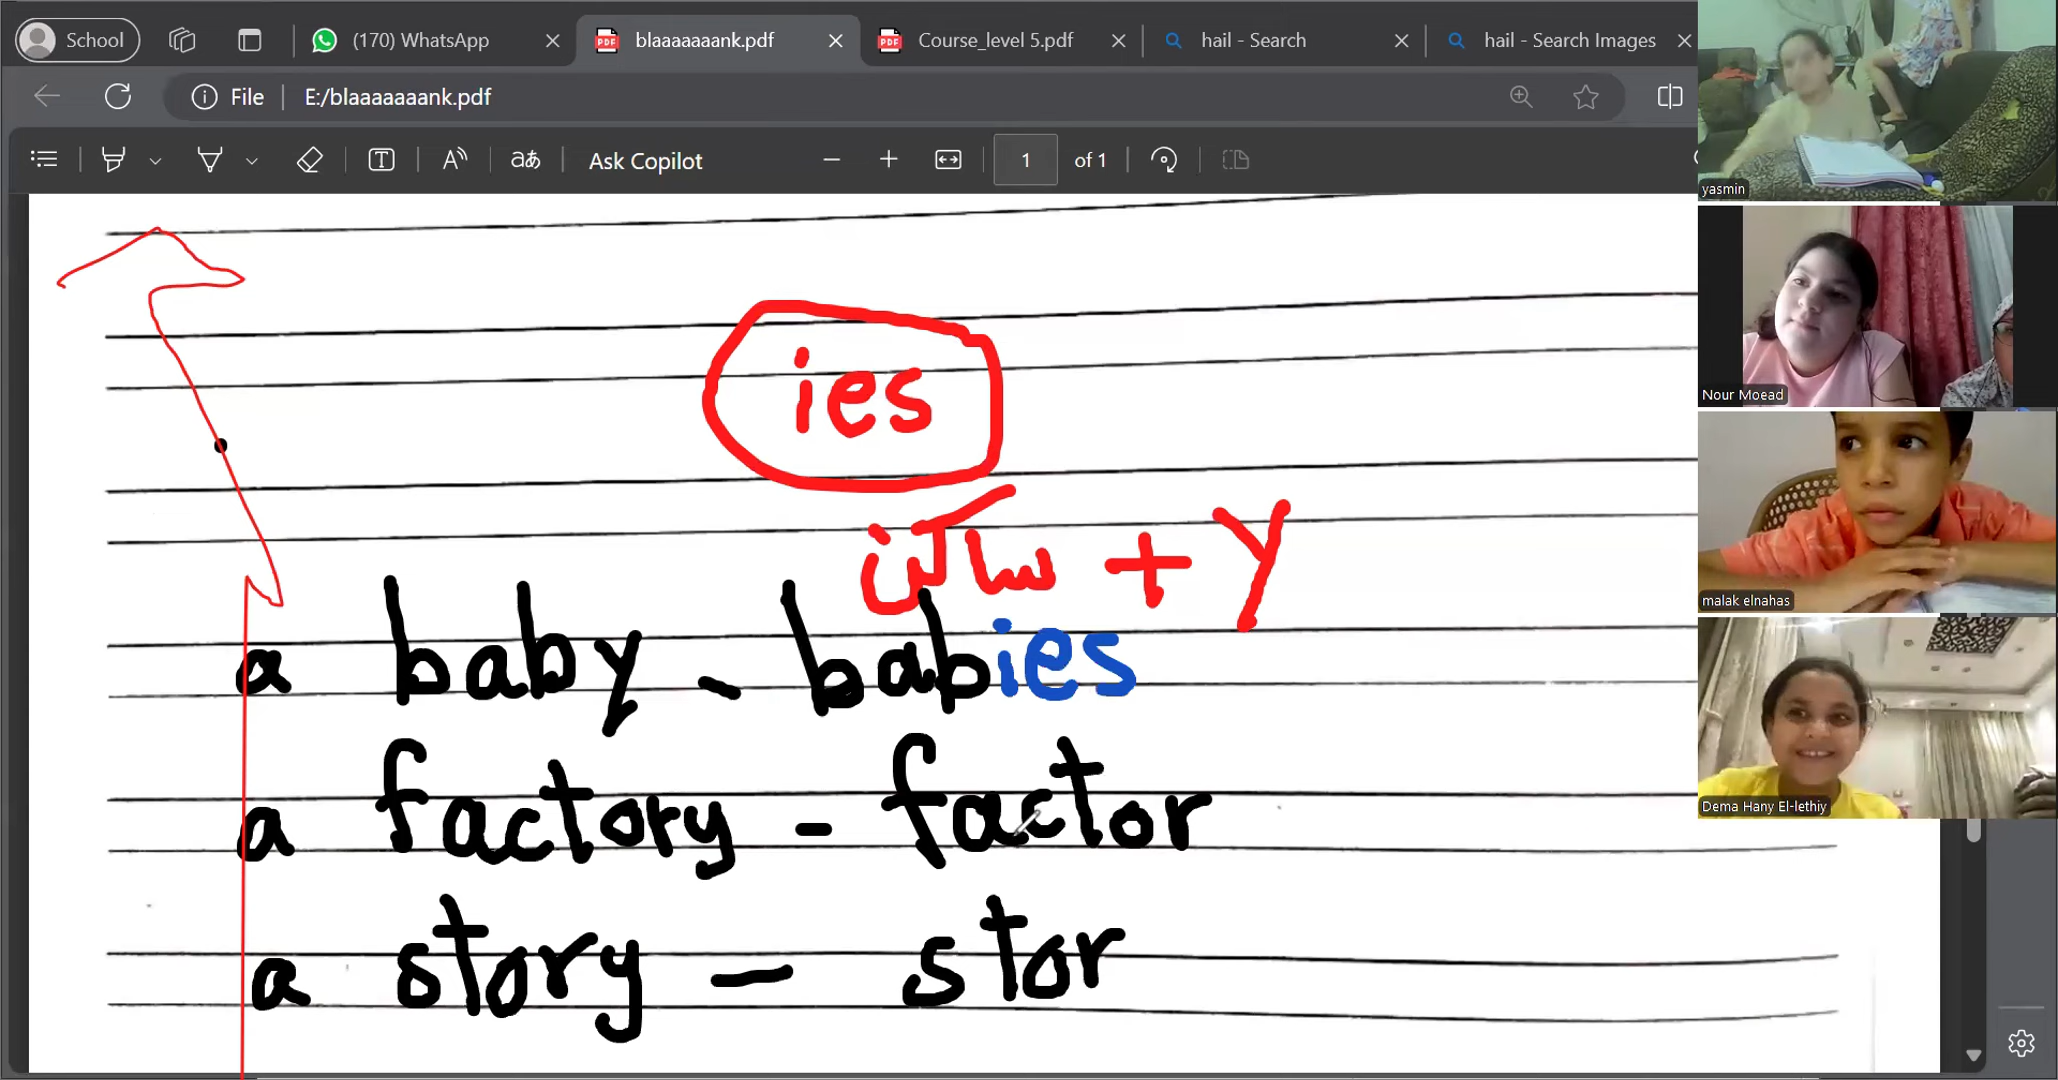 School
(170) WhatsApp
blaaaaaaank.pdf
Course_level 5.pdf
hail - Search
hail - Search Images
File
E:/blaaaaaaank.pdf
Ask Copilot
1 of 1
ies
ساكن + y
a baby - babies
a factory - factor
a story - stor
yasmin
Nour Moead
malak elnahas
Dema Hany El-lethiy